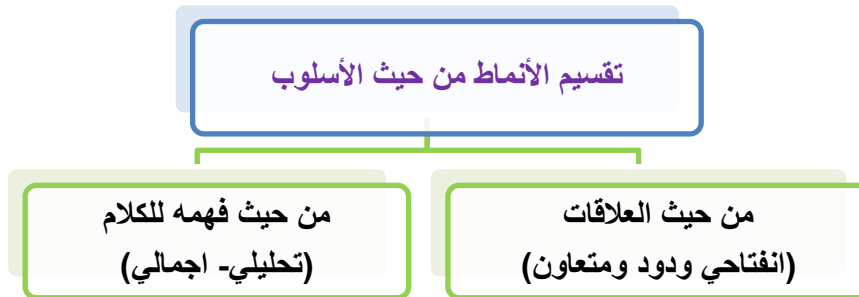 تقسيم الأنماط من حيث الأسلوب
من حيث العلاقات
(انفتاحي ودود ومتعاون)
من حيث فهمه للكلام
(تحليلي- اجمالي)